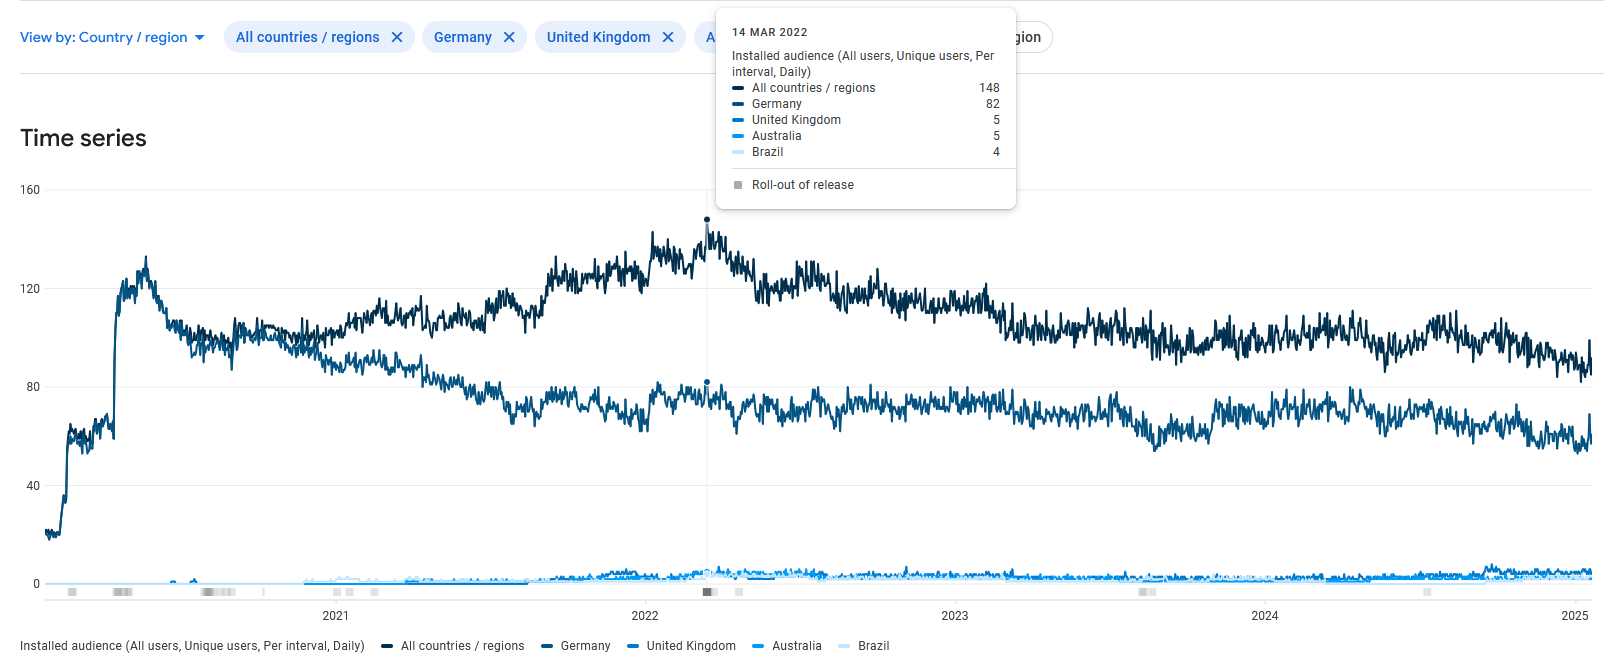 View by: Country / region
All countries / regions
Germany
United Kingdom
A
gion
14 MAR 2022
Installed audience (All users, Unique users, Per
interval, Daily)
All countries / regions 148
Germany 82
United Kingdom 5
Australia 5
Brazil 4
Roll-out of release
Time series
160
120
80
40
0
2021 2022 2023 2024 2025
Installed audience (All users, Unique users, Per interval, Daily) All countries / regions Germany United Kingdom Australia Brazil